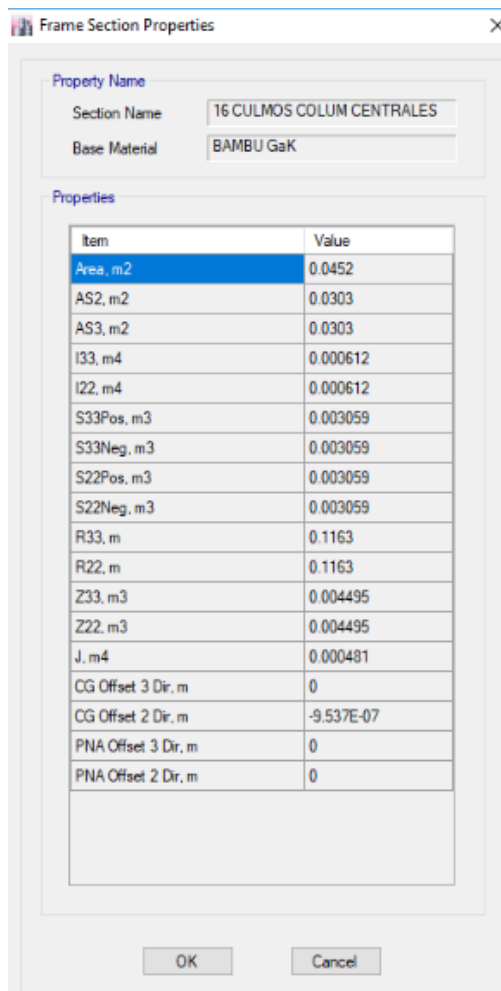 Frame Section Properties
Property Name
Section Name 16 CULMOS COLUM CENTRALES
Base Material BAMBU GaK
Properties
Item Value
Area, m2 0.0452
AS2, m2 0.0303
AS3, m2 0.0303
I33, m4 0.000612
I22, m4 0.000612
S33Pos, m3 0.003059
S33Neg, m3 0.003059
S22Pos, m3 0.003059
S22Neg, m3 0.003059
R33, m 0.1163
R22, m 0.1163
Z33, m3 0.004495
Z22, m3 0.004495
J, m4 0.000481
CG Offset 3 Dir, m 0
CG Offset 2 Dir, m -9.537E-07
PNA Offset 3 Dir, m 0
PNA Offset 2 Dir, m 0
OK Cancel